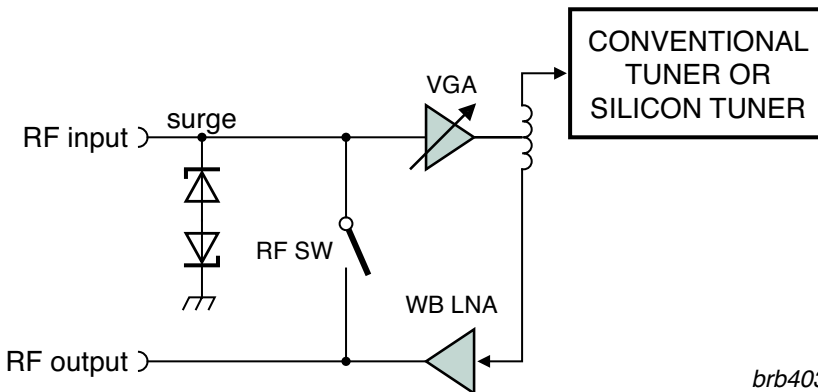 CONVENTIONAL
TUNER OR
SILICON TUNER
VGA
surge
RF input
RF SW
WB LNA
RF output
brb403